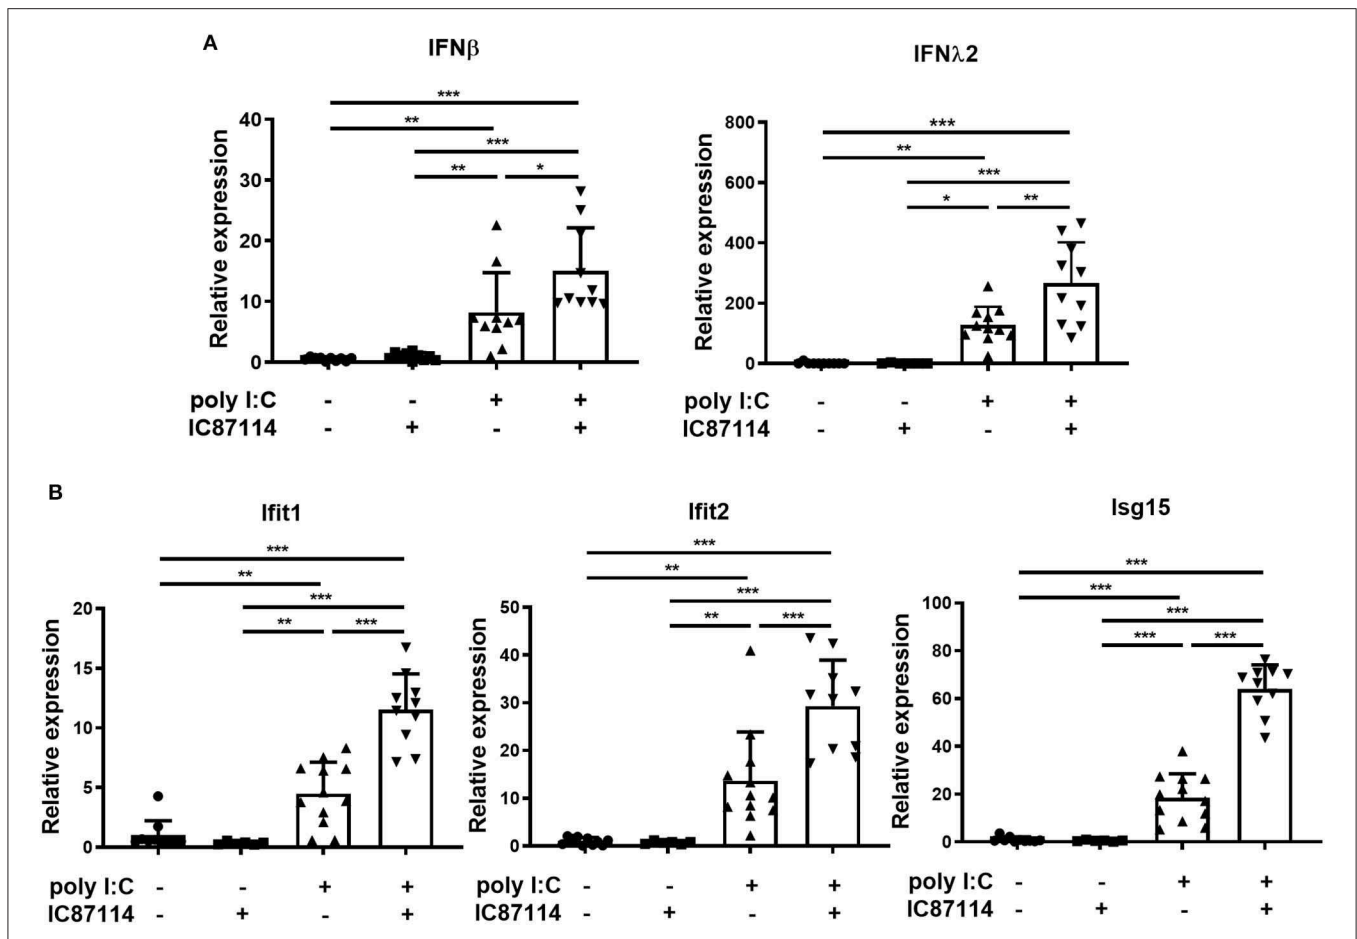 A
IFNβ
IFNλ2
***
**
***
**
*
***
**
***
*
**
Relative expression
40
30
20
10
0
Relative expression
800
600
400
200
0
poly I:C - - + +
IC87114 - + - +
poly I:C - - + +
IC87114 - + - +
B
Ifit1
Ifit2
Isg15
***
**
***
**
***
***
**
***
**
***
***
***
***
***
***
Relative expression
20
15
10
5
0
Relative expression
50
40
30
20
10
0
Relative expression
100
80
60
40
20
0
poly I:C - - + +
IC87114 - + - +
poly I:C - - + +
IC87114 - + - +
poly I:C - - + +
IC87114 - + - +